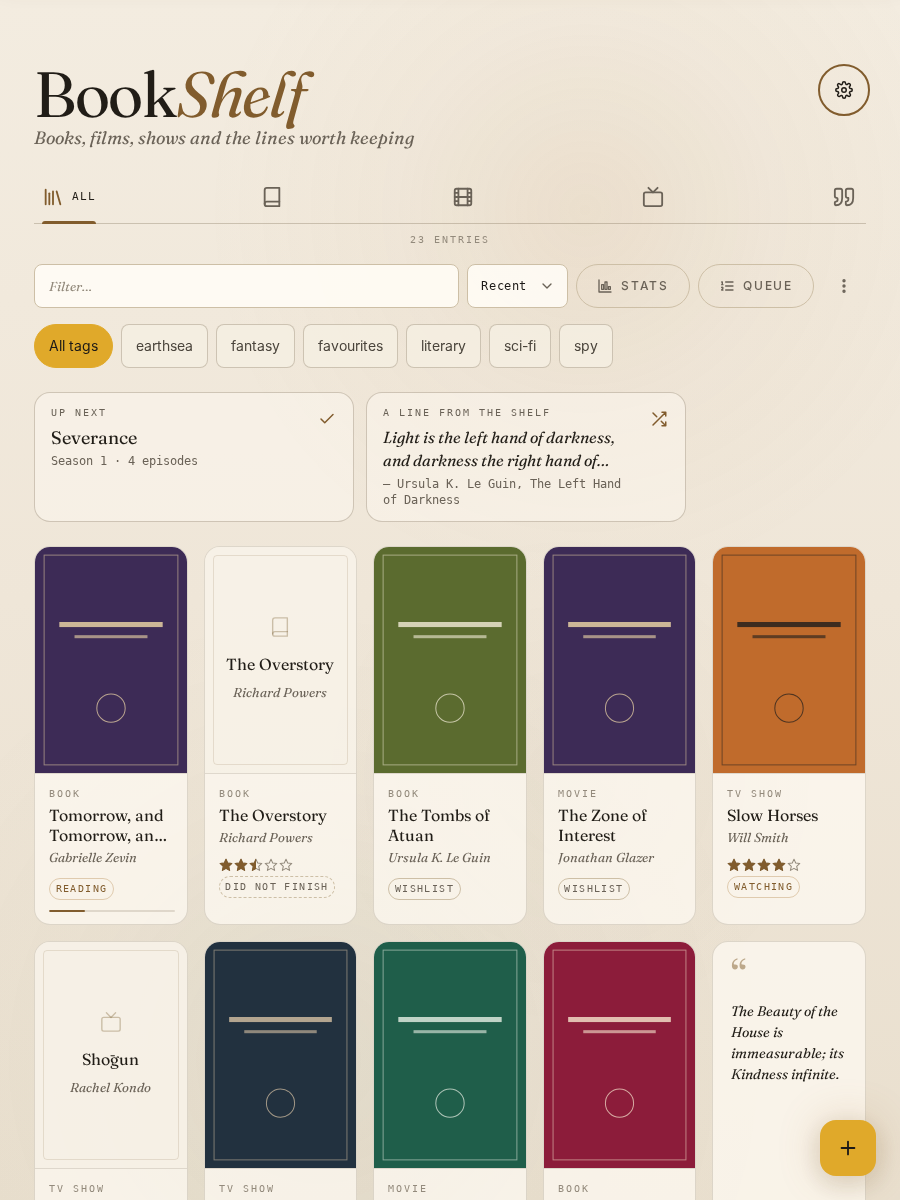 BookShelf
Books, films, shows and the lines worth keeping
ALL
23 ENTRIES
Filter...
Recent
STATS
QUEUE
All tags
earthsea
fantasy
favourites
literary
sci-fi
spy
UP NEXT
Severance
Season 1 · 4 episodes
A LINE FROM THE SHELF
Light is the left hand of darkness,
and darkness the right hand of...
— Ursula K. Le Guin, The Left Hand
of Darkness
The Overstory
Richard Powers
BOOK
Tomorrow, and
Tomorrow, an...
Gabrielle Zevin
READING
BOOK
The Overstory
Richard Powers
DID NOT FINISH
BOOK
The Tombs of
Atuan
Ursula K. Le Guin
WISHLIST
MOVIE
The Zone of
Interest
Jonathan Glazer
WISHLIST
TV SHOW
Slow Horses
Will Smith
WATCHING
Shōgun
Rachel Kondo
“
The Beauty of the
House is
immeasurable; its
Kindness infinite.
TV SHOW
TV SHOW
MOVIE
BOOK